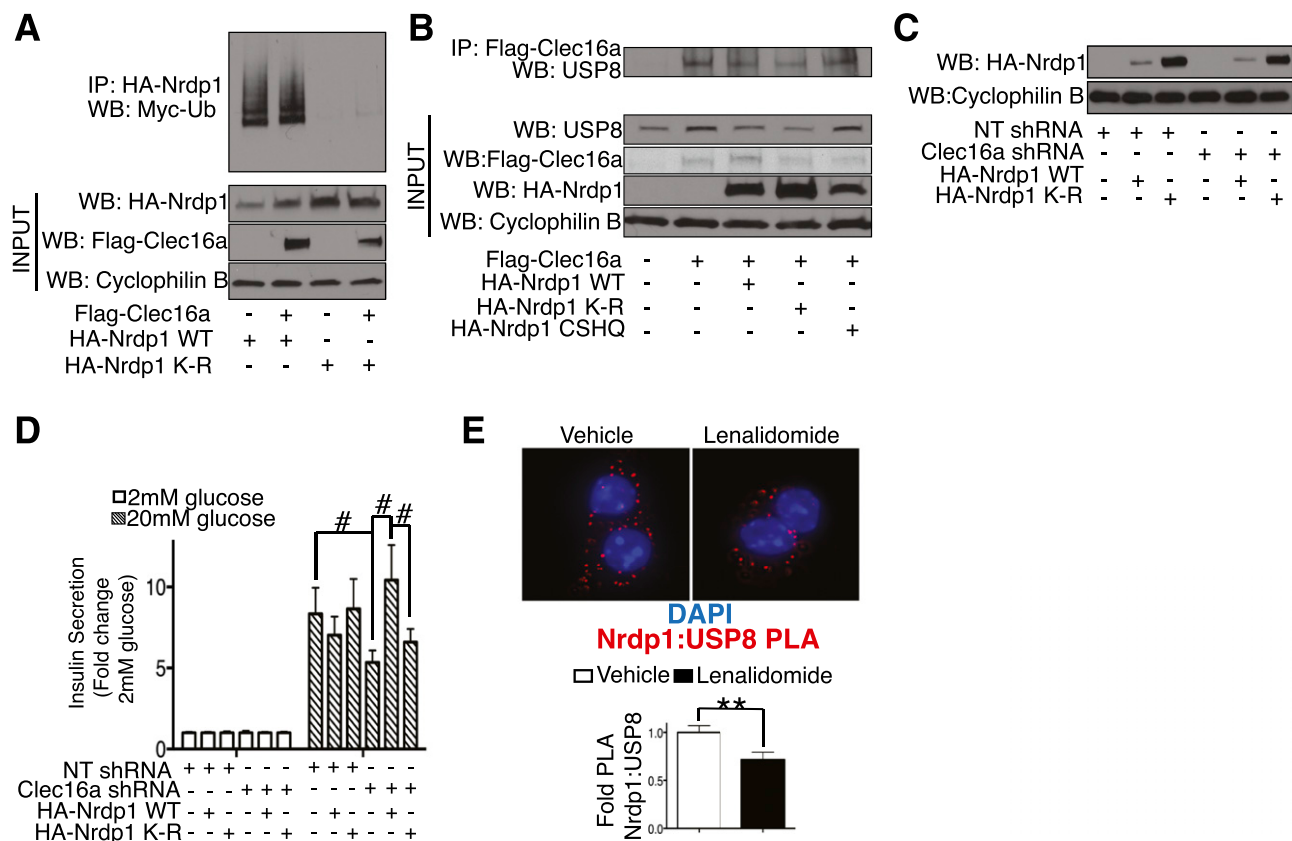 A
IP: HA-Nrdp1
WB: Myc-Ub
INPUT
WB: HA-Nrdp1
WB: Flag-Clec16a
WB: Cyclophilin B
Flag-Clec16a - + - +
HA-Nrdp1 WT + + - -
HA-Nrdp1 K-R - - + +
B
IP: Flag-Clec16a
WB: USP8
INPUT
WB: USP8
WB:Flag-Clec16a
WB: HA-Nrdp1
WB: Cyclophilin B
Flag-Clec16a - + + + +
HA-Nrdp1 WT - - + - -
HA-Nrdp1 K-R - - - + -
HA-Nrdp1 CSHQ - - - - +
C
WB: HA-Nrdp1
WB:Cyclophilin B
NT shRNA + + + - - -
Clec16a shRNA - - - + + +
HA-Nrdp1 WT - + - - + -
HA-Nrdp1 K-R - - + - - +
D
2mM glucose
20mM glucose
Insulin Secretion
(Fold change
2mM glucose)
10
5
0
# # #
NT shRNA + + + - - - + + + - - -
Clec16a shRNA - - - + + + - - - + + +
HA-Nrdp1 WT - + - - + - - + - - + -
HA-Nrdp1 K-R - - + - - + - - + - - +
E
Vehicle Lenalidomide
DAPI
Nrdp1:USP8 PLA
Vehicle Lenalidomide
Fold PLA
Nrdp1:USP8
1.0
0.5
0.0
**